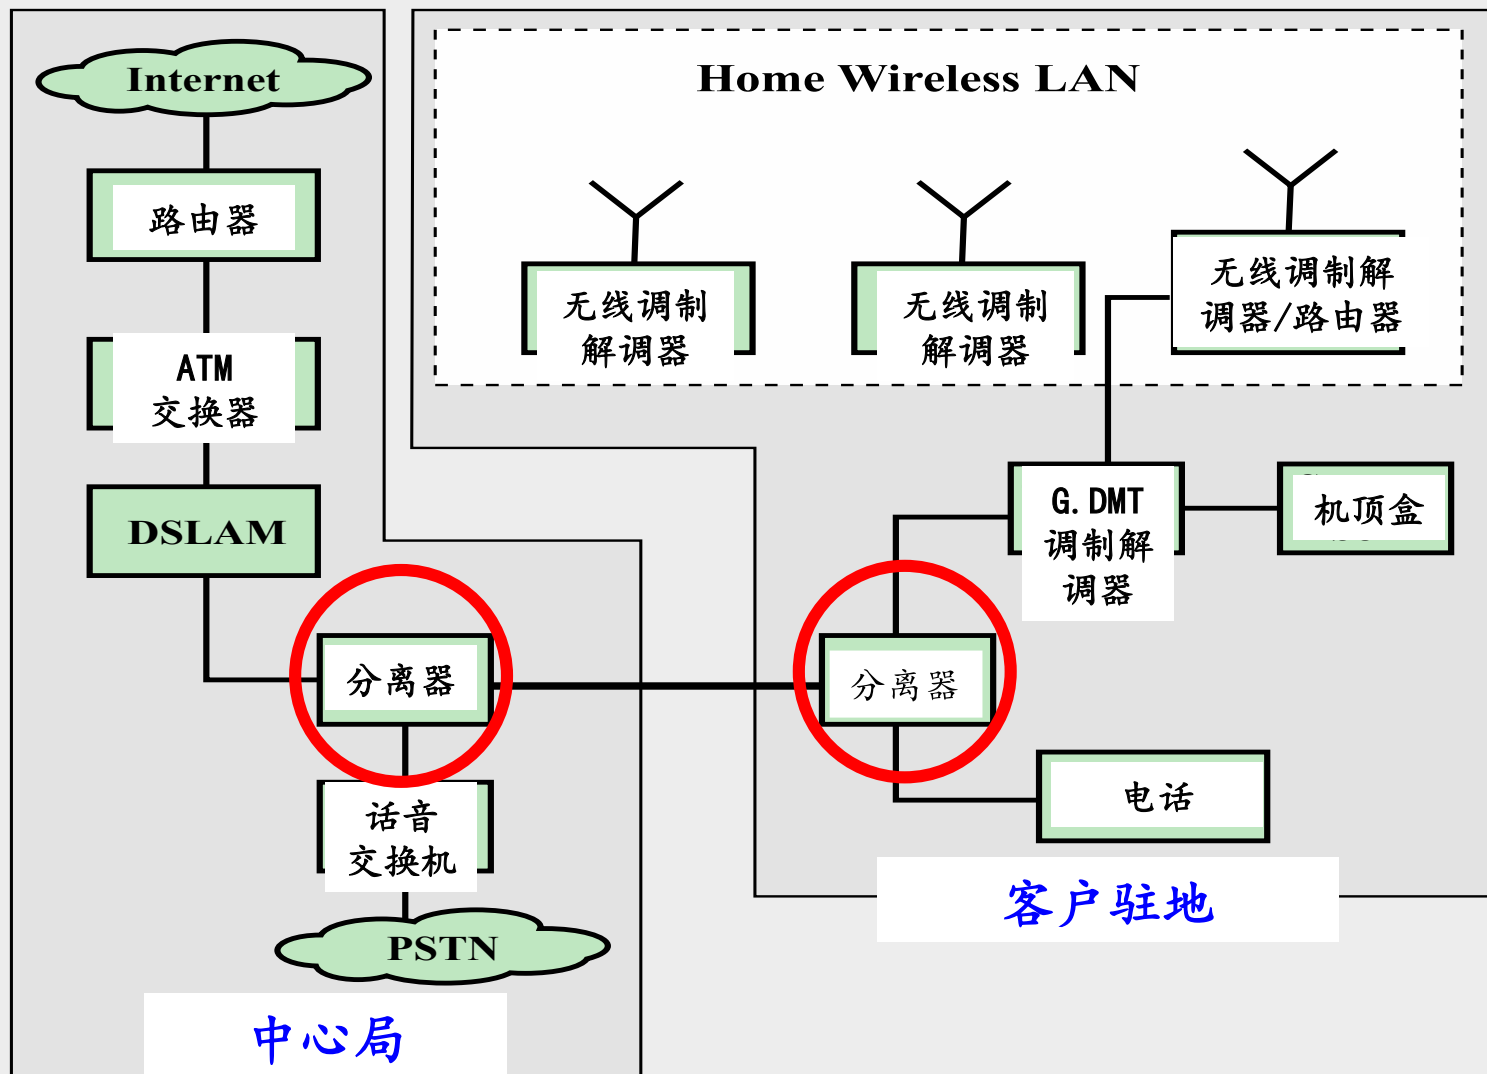 Internet
路由器
ATM
交换器
DSLAM
分离器
话音
交换机
PSTN
中心局
Home Wireless LAN
无线调制
解调器
无线调制
解调器
无线调制解
调器/路由器
G.DMT
调制解
调器
机顶盒
分离器
电话
客户驻地